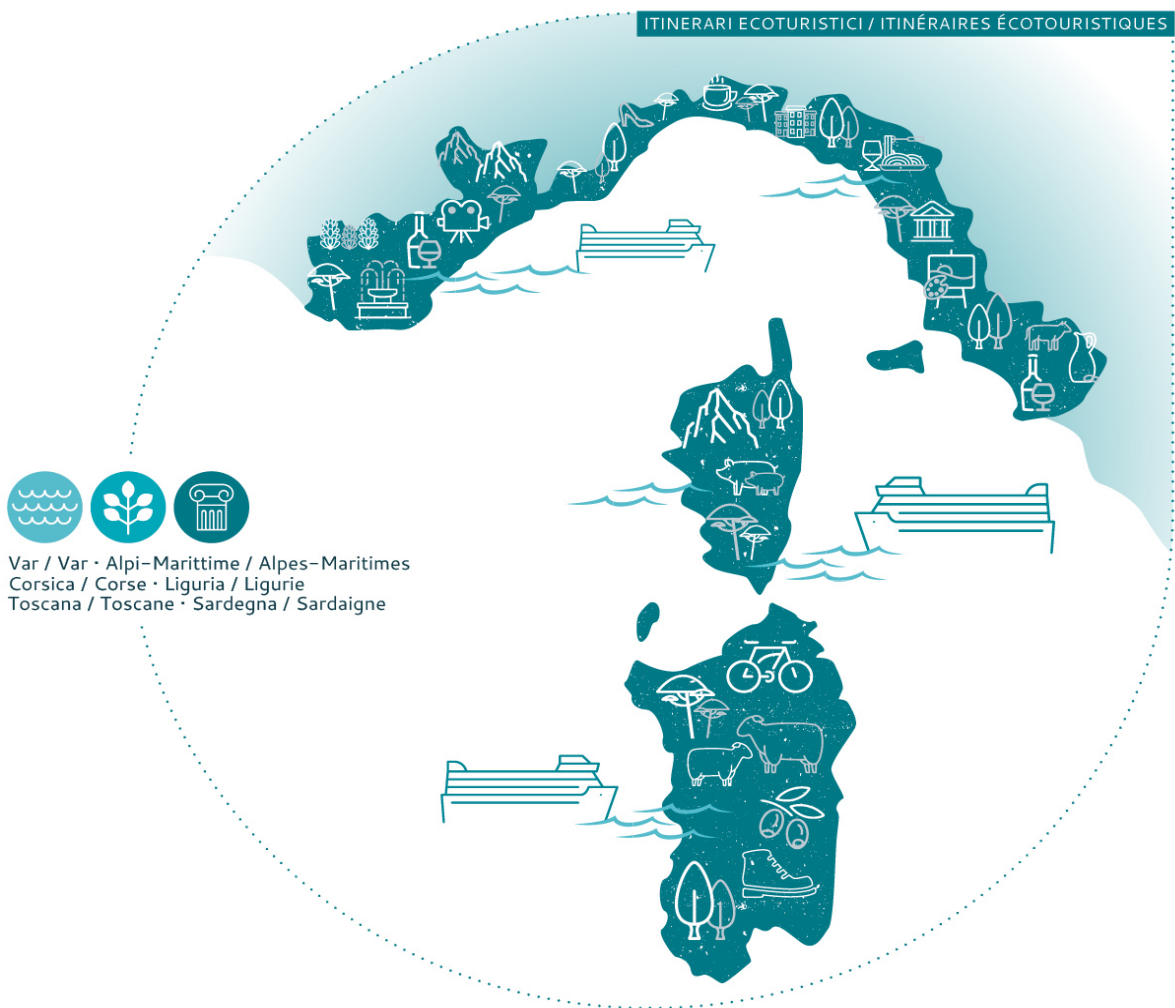 ITINERARI ECOTURISTICI / ITINÉRAIRES ÉCOTOURISTIQUES
Var / Var · Alpi-Marittime / Alpes-Maritimes
Corsica / Corse · Liguria / Ligurie
Toscana / Toscane · Sardegna / Sardaigne